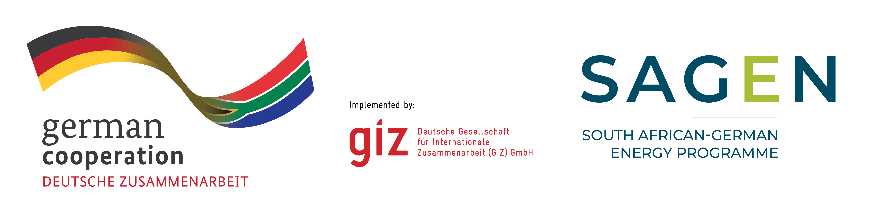 german
cooperation
DEUTSCHE ZUSAMMENARBEIT
Implemented by:
giz
Deutsche Gesellschaft
für Internationale
Zusammenarbeit (GIZ) GmbH
SAGEN
SOUTH AFRICAN-GERMAN
ENERGY PROGRAMME